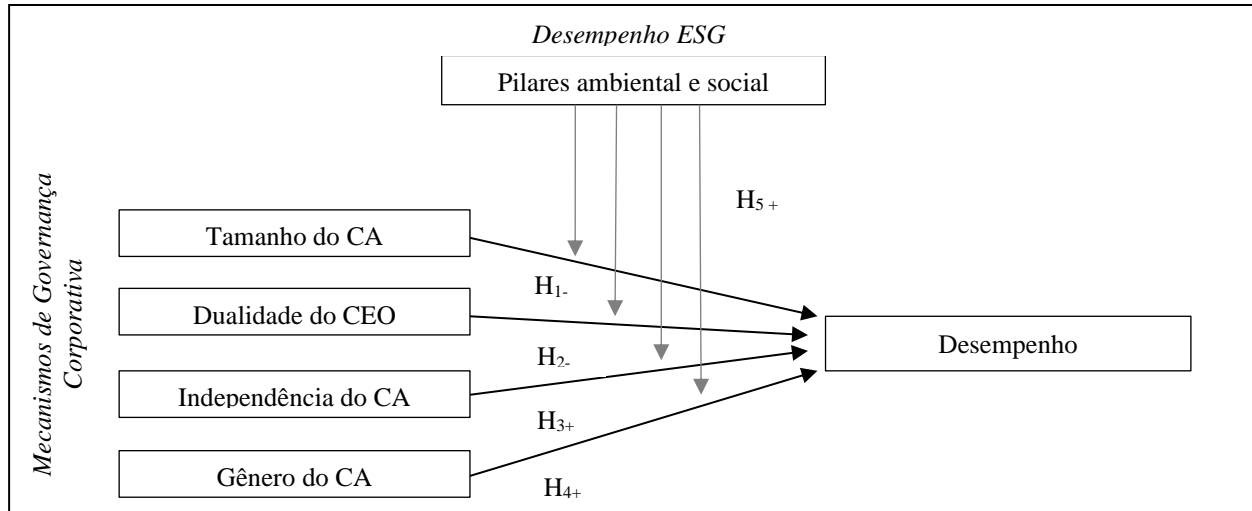 Desempenho ESG
Pilares ambiental e social
Mecanismos de Governança
Corporativa
H5 +
Tamanho do CA
H1-
Dualidade do CEO
Desempenho
H2-
Independência do CA
H3+
Gênero do CA
H4+